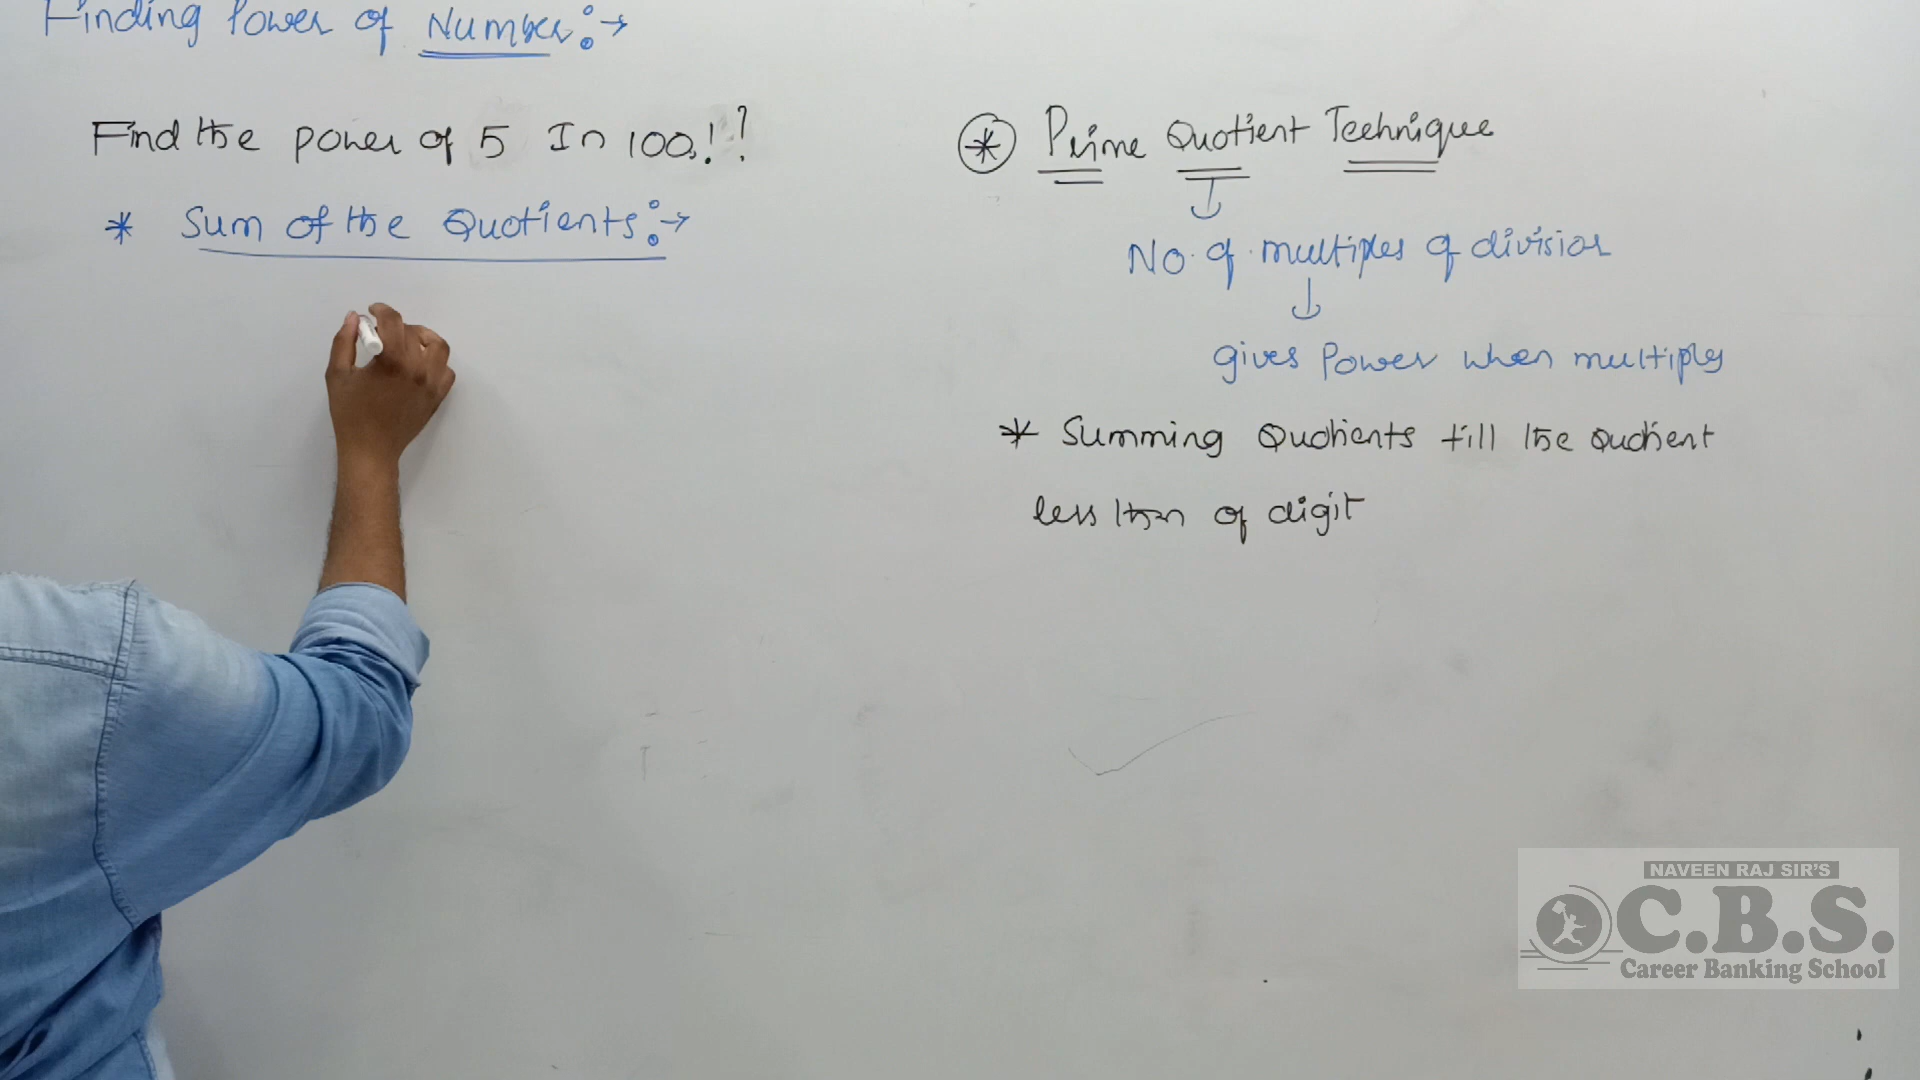 Finding Power of Number:→
Find the power of 5 In 100!?
* Sum of the Quotients:→
* Prime Quotient Technique
No. of multiples of divisior
gives Power when multiply
* Summing Quotients till the quotient
less than of digit
NAVEEN RAJ SIR'S
C.B.S.
Career Banking School